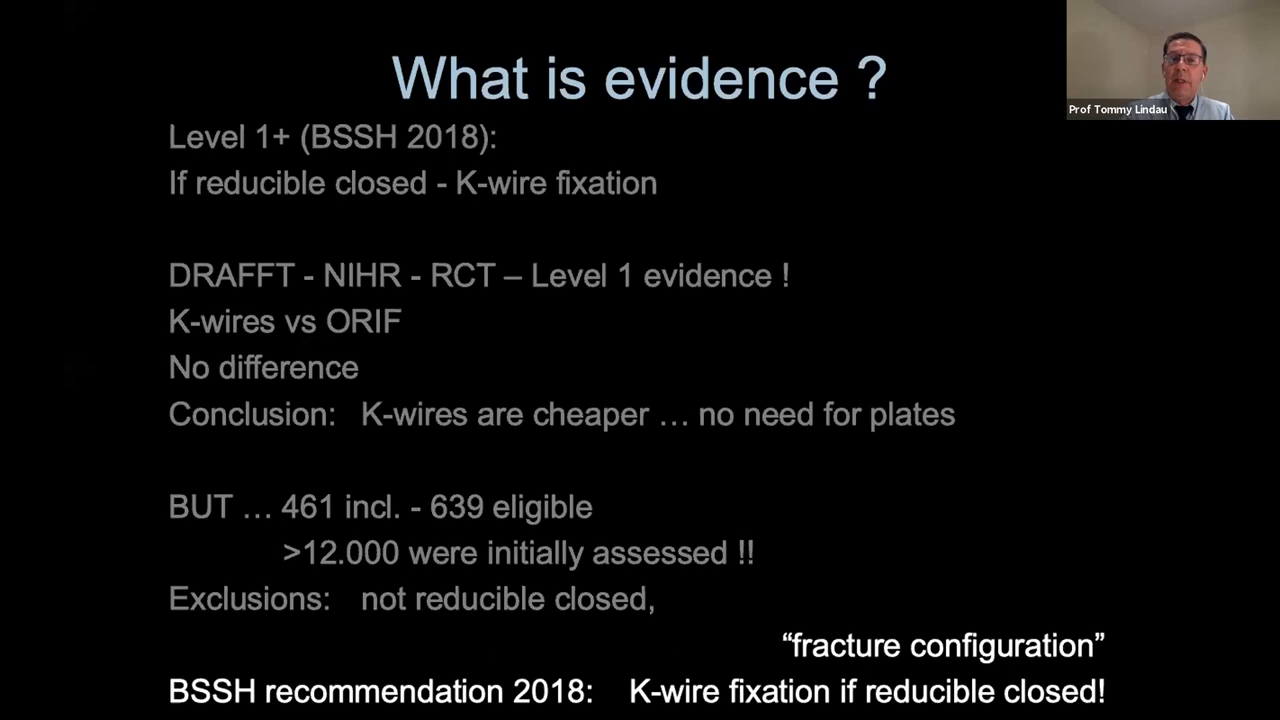 What is evidence ?
Prof Tommy Lindau
Level 1+ (BSSH 2018):
If reducible closed - K-wire fixation
DRAFFT - NIHR - RCT – Level 1 evidence !
K-wires vs ORIF
No difference
Conclusion: K-wires are cheaper … no need for plates
BUT … 461 incl. - 639 eligible
>12.000 were initially assessed !!
Exclusions: not reducible closed,
“fracture configuration”
BSSH recommendation 2018: K-wire fixation if reducible closed!